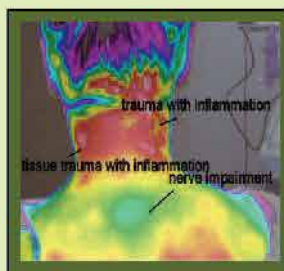 trauma with inflammation
tissue trauma with inflammation
nerve impairment